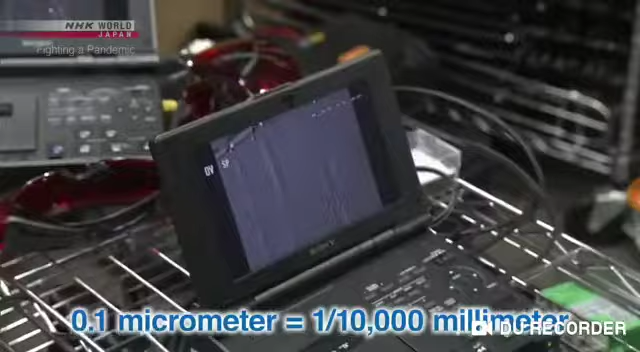 NHK WORLD
JAPAN
Fighting a Pandemic
DV SP
SONY
0.1 micrometer = 1/10,000 millimeter
DU RECORDER